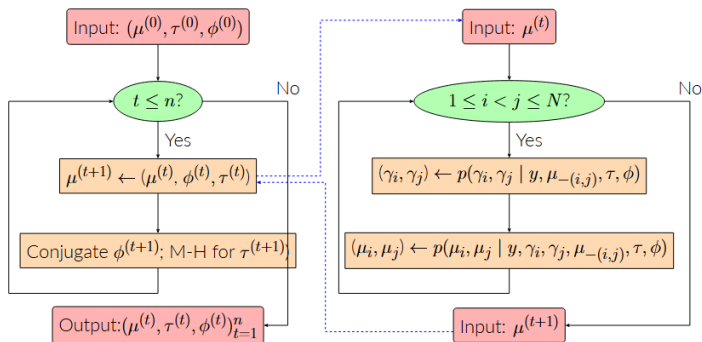 Input: (μ^(0), τ^(0), ϕ^(0))
No
t ≤ n?
Yes
μ^(t+1) ← (μ^(t), ϕ^(t), τ^(t))
Conjugate ϕ^(t+1); M-H for τ^(t+1))
Output:(μ^(t), τ^(t), ϕ^(t))_{t=1}^n
Input: μ^(t)
No
1 ≤ i < j ≤ N?
Yes
(γ_i, γ_j) ← p(γ_i, γ_j | y, μ_{−(i,j)}, τ, ϕ)
(μ_i, μ_j) ← p(μ_i, μ_j | y, γ_i, γ_j, μ_{−(i,j)}, τ, ϕ)
Input: μ^(t+1)